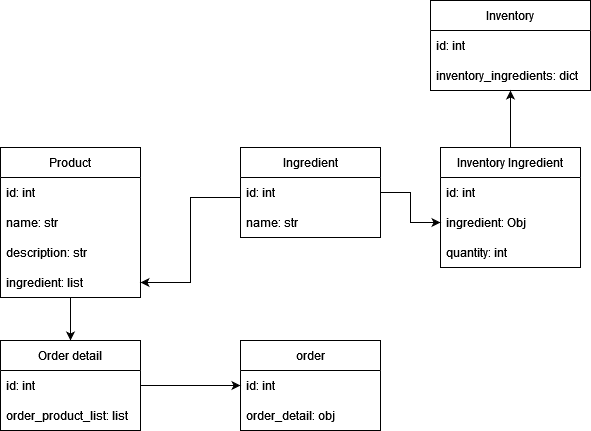 Inventory
id: int
inventory_ingredients: dict
Product
id: int
name: str
description: str
ingredient: list
Ingredient
id: int
name: str
Inventory Ingredient
id: int
ingredient: Obj
quantity: int
Order detail
id: int
order_product_list: list
order
id: int
order_detail: obj